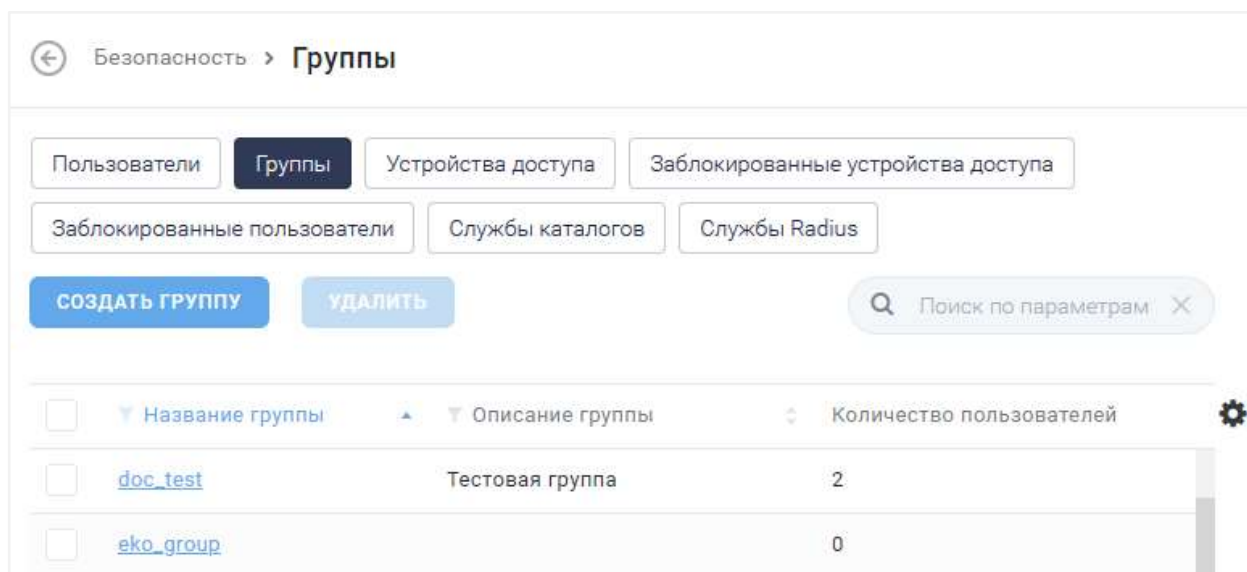 Безопасность > Группы
Пользователи Группы Устройства доступа Заблокированные устройства доступа
Заблокированные пользователи Службы каталогов Службы Radius
СОЗДАТЬ ГРУППУ УДАЛИТЬ Поиск по параметрам
Название группы Описание группы Количество пользователей
doc_test Тестовая группа 2
eko_group 0